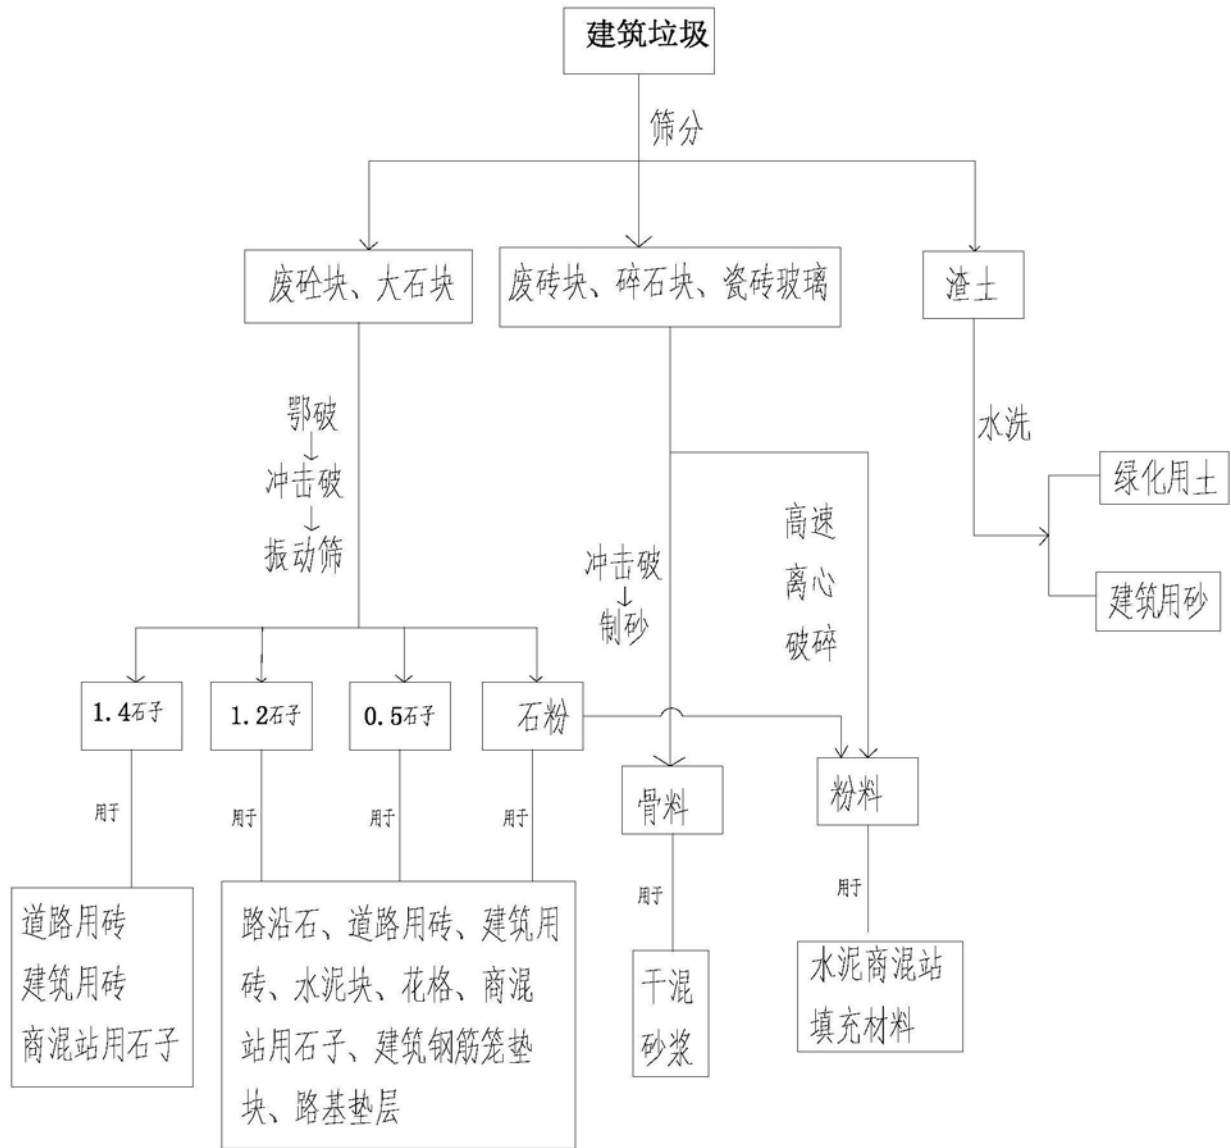 建筑垃圾
筛分
废砼块、大石块
废砖块、碎石块、瓷砖玻璃
渣土
鄂破
冲击破
振动筛
水洗
绿化用土
建筑用砂
冲击破
制砂
高速
离心
破碎
1.4石子
1.2石子
0.5石子
石粉
骨料
粉料
用于
用于
用于
用于
用于
用于
道路用砖
建筑用砖
商混站用石子
路沿石、道路用砖、建筑用
砖、水泥块、花格、商混
站用石子、建筑钢筋笼垫
块、路基垫层
干混
砂浆
水泥商混站
填充材料